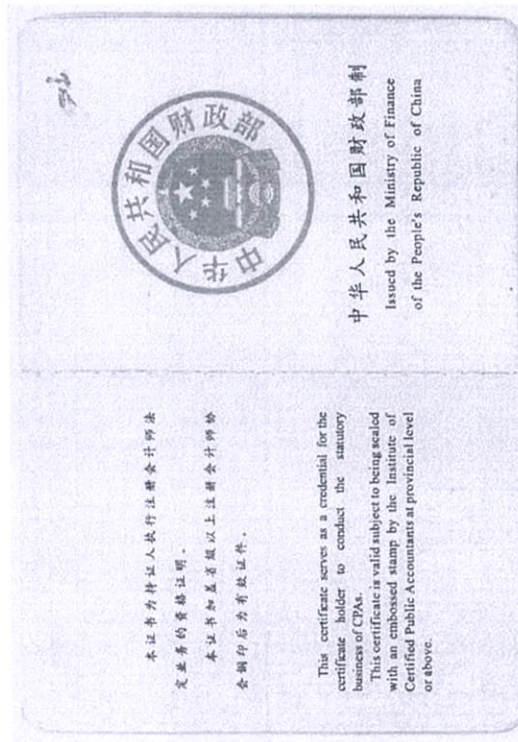 本证书为持证人执行注册会计师法
定业务的资格证明。
本证书加盖省级以上注册会计师协
会钢印后为有效证件。
This certificate serves as a credential for the
certificate holder to conduct the statutory
business of CPAs.
This certificate is valid subject to being sealed
with an embossed stamp by the Institute of
Certified Public Accountants at provincial level
or above.
中华人民共和国财政部
中华人民共和国财政部制
Issued by the Ministry of Finance
of the People's Republic of China